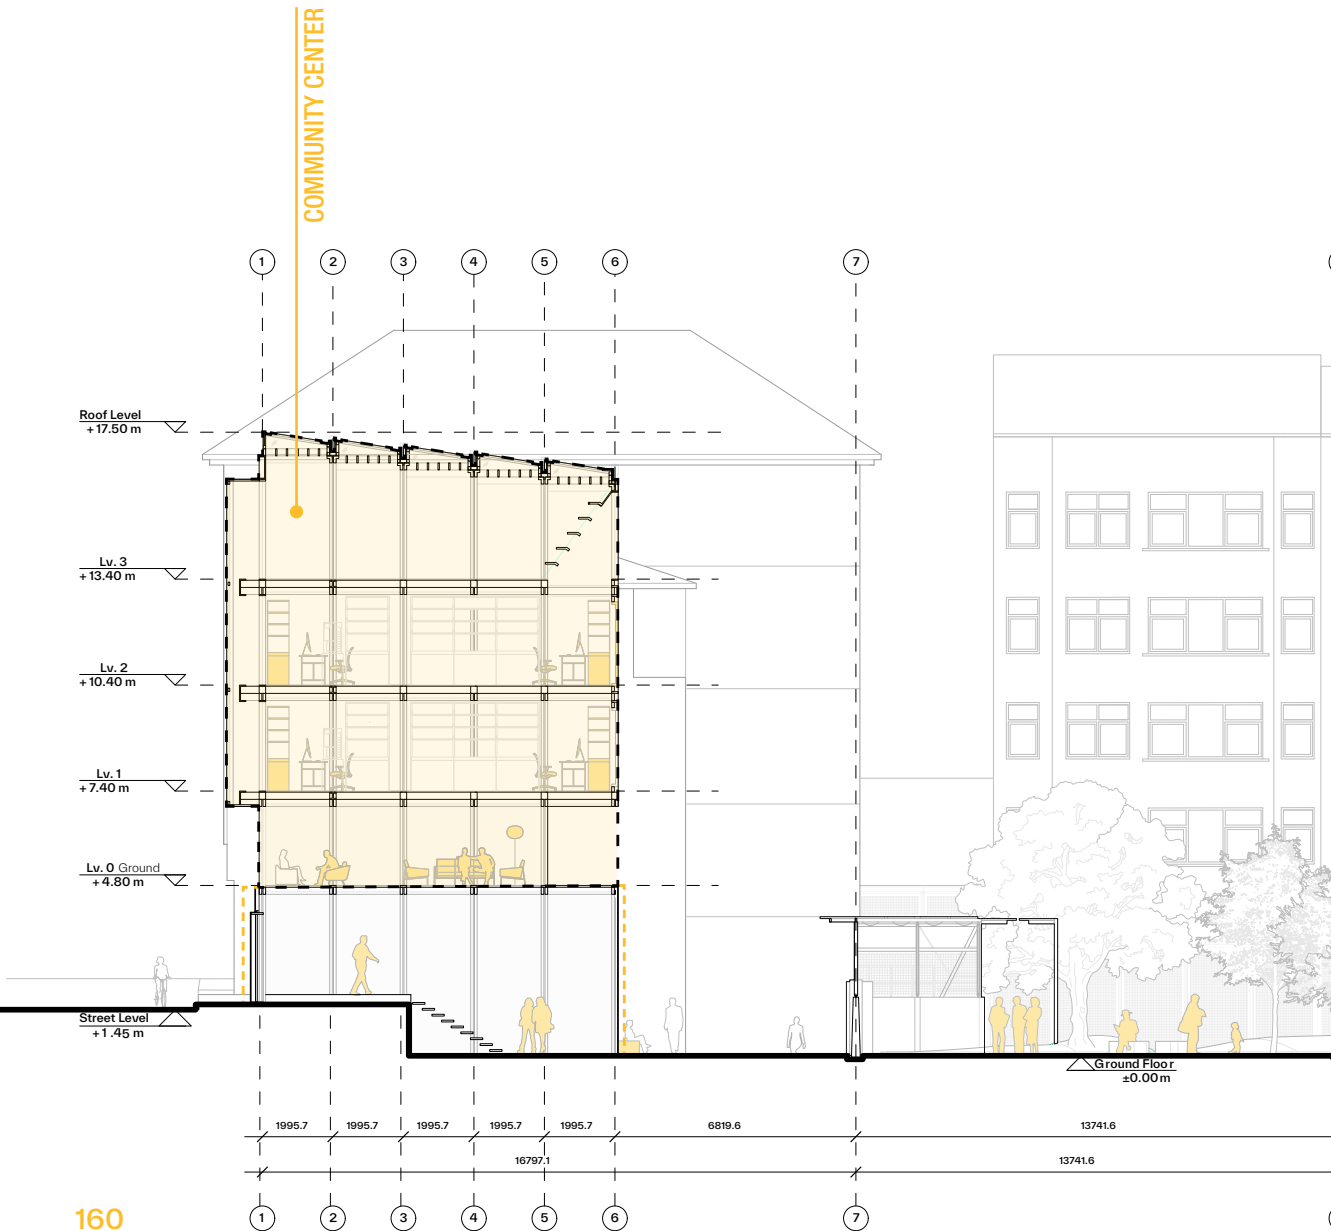 COMMUNITY CENTER
1 2 3 4 5 6 7
Roof Level
+17.50 m
Lv. 3
+13.40 m
Lv. 2
+10.40 m
Lv. 1
+7.40 m
Lv. 0 Ground
+4.80 m
Street Level
+1.45 m
Ground Floor
±0.00m
1995.7 1995.7 1995.7 1995.7 1995.7 6819.6 13741.6
16797.1 13741.6
160
1 2 3 4 5 6 7